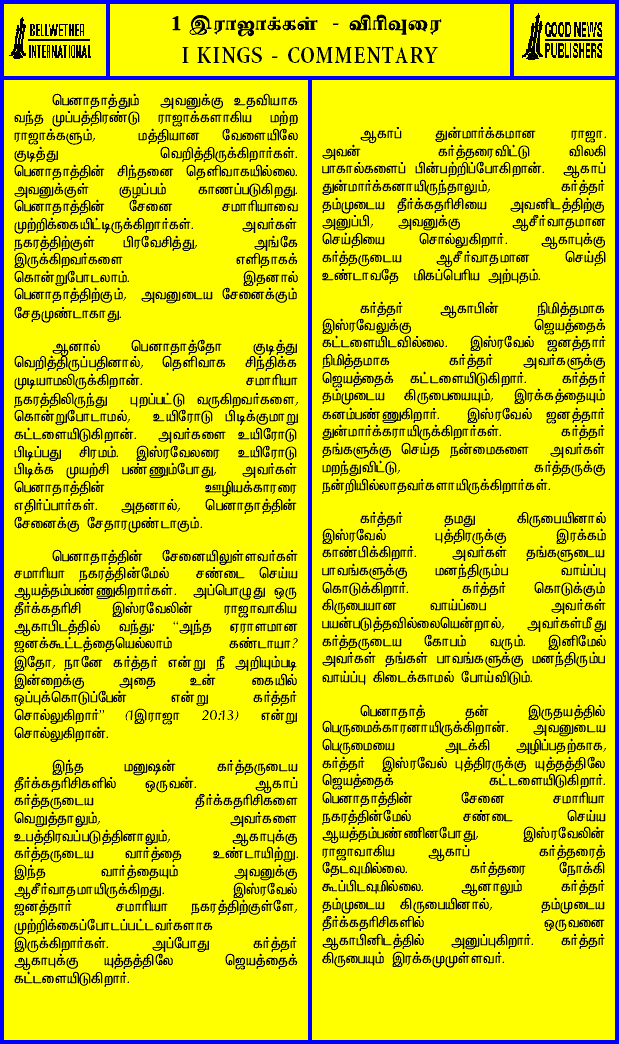 BELLWETHER
INTERNATIONAL
1 இராஜாக்கள் - விரிவுரை
I KINGS - COMMENTARY
GOOD NEWS
PUBLISHERS
பெனாதாத்தும் அவனுக்கு உதவியாக
வந்த முப்பத்திரண்டு ராஜாக்களாகிய மற்ற
ராஜாக்களும், மத்தியான வேளையிலே
குடித்து வெறித்திருக்கிறார்கள்.
பெனாதாத்தின் சிந்தனை தெளிவாகயில்லை.
அவனுக்குள் குழப்பம் காணப்படுகிறது.
பெனாதாத்தின் சேனை சமாரியாவை
முற்றிக்கையிட்டிருக்கிறார்கள். அவர்கள்
நகரத்திற்குள் பிரவேசித்து, அங்கே
இருக்கிறவர்களை எளிதாகக்
கொன்றுபோடலாம். இதனால்
பெனாதாத்திற்கும், அவனுடைய சேனைக்கும்
சேதமுண்டாகாது.
ஆனால் பெனாதாத்தோ குடித்து
வெறித்திருப்பதினால், தெளிவாக சிந்திக்க
முடியாமலிருக்கிறான். சமாரியா
நகரத்திலிருந்து புறப்பட்டு வருகிறவர்களை,
கொன்றுபோடாமல், உயிரோடு பிடிக்குமாறு
கட்டளையிடுகிறான். அவர்களை உயிரோடு
பிடிப்பது சிரமம். இஸ்ரவேலரை உயிரோடு
பிடிக்க முயற்சி பண்ணும்போது, அவர்கள்
பெனாதாத்தின் ஊழியக்காரரை
எதிர்ப்பார்கள். அதனால், பெனாதாத்தின்
சேனைக்கு சேதாரமுண்டாகும்.
பெனாதாத்தின் சேனையிலுள்ளவர்கள்
சமாரியா நகரத்தின்மேல் சண்டை செய்ய
ஆயத்தம்பண்ணுகிறார்கள். அப்பொழுது ஒரு
தீர்க்கதரிசி இஸ்ரவேலின் ராஜாவாகிய
ஆகாபிடத்தில் வந்து: “அந்த ஏராளமான
ஜனக்கூட்டத்தையெல்லாம் கண்டாயா?
இதோ, நானே கர்த்தர் என்று நீ அறியும்படி
இன்றைக்கு அதை உன் கையில்
ஒப்புக்கொடுப்பேன் என்று கர்த்தர்
சொல்லுகிறார்” (1இராஜா 20:13) என்று
சொல்லுகிறான்.
இந்த மனுஷன் கர்த்தருடைய
தீர்க்கதரிசிகளில் ஒருவன். ஆகாப்
கர்த்தருடைய தீர்க்கதரிசிகளை
வெறுத்தாலும், அவர்களை
உபத்திரவப்படுத்தினாலும், ஆகாபுக்கு
கர்த்தருடைய வார்த்தை உண்டாயிற்று.
இந்த வார்த்தையும் அவனுக்கு
ஆசீர்வாதமாயிருக்கிறது. இஸ்ரவேல்
ஜனத்தார் சமாரியா நகரத்திற்குள்ளே,
முற்றிக்கைப்போடப்பட்டவர்களாக
இருக்கிறார்கள். அப்போது கர்த்தர்
ஆகாபுக்கு யுத்தத்திலே ஜெயத்தைக்
கட்டளையிடுகிறார்.
ஆகாப் துன்மார்க்கமான ராஜா.
அவன் கர்த்தரைவிட்டு விலகி
பாகால்களைப் பின்பற்றிப்போகிறான். ஆகாப்
துன்மார்க்கனாயிருந்தாலும், கர்த்தர்
தம்முடைய தீர்க்கதரிசியை அவனிடத்திற்கு
அனுப்பி, அவனுக்கு ஆசீர்வாதமான
செய்தியை சொல்லுகிறார். ஆகாபுக்கு
கர்த்தருடைய ஆசீர்வாதமான செய்தி
உண்டாவதே மிகப்பெரிய அற்புதம்.
கர்த்தர் ஆகாபின் நிமித்தமாக
இஸ்ரவேலுக்கு ஜெயத்தைக்
கட்டளையிடவில்லை. இஸ்ரவேல் ஜனத்தார்
நிமித்தமாக கர்த்தர் அவர்களுக்கு
ஜெயத்தைக் கட்டளையிடுகிறார். கர்த்தர்
தம்முடைய கிருபையையும், இரக்கத்தையும்
கனம்பண்ணுகிறார். இஸ்ரவேல் ஜனத்தார்
துன்மார்க்கராயிருக்கிறார்கள். கர்த்தர்
தங்களுக்கு செய்த நன்மைகளை அவர்கள்
மறந்துவிட்டு, கர்த்தருக்கு
நன்றியில்லாதவர்களாயிருக்கிறார்கள்.
கர்த்தர் தமது கிருபையினால்
இஸ்ரவேல் புத்திரருக்கு இரக்கம்
காண்பிக்கிறார். அவர்கள் தங்களுடைய
பாவங்களுக்கு மனந்திரும்ப வாய்ப்பு
கொடுக்கிறார். கர்த்தர் கொடுக்கும்
கிருபையான வாய்ப்பை அவர்கள்
பயன்படுத்தவில்லையென்றால், அவர்கள்மீது
கர்த்தருடைய கோபம் வரும். இனிமேல்
அவர்கள் தங்கள் பாவங்களுக்கு மனந்திரும்ப
வாய்ப்பு கிடைக்காமல் போய்விடும்.
பெனாதாத் தன் இருதயத்தில்
பெருமைக்காரனாயிருக்கிறான். அவனுடைய
பெருமையை அடக்கி அழிப்பதற்காக,
கர்த்தர் இஸ்ரவேல் புத்திரருக்கு யுத்தத்திலே
ஜெயத்தைக் கட்டளையிடுகிறார்.
பெனாதாத்தின் சேனை சமாரியா
நகரத்தின்மேல் சண்டை செய்ய
ஆயத்தம்பண்ணினபோது, இஸ்ரவேலின்
ராஜாவாகிய ஆகாப் கர்த்தரைத்
தேடவுமில்லை. கர்த்தரை நோக்கி
கூப்பிடவுமில்லை. ஆனாலும் கர்த்தர்
தம்முடைய கிருபையினால், தம்முடைய
தீர்க்கதரிசிகளில் ஒருவனை
ஆகாபினிடத்தில் அனுப்புகிறார். கர்த்தர்
கிருபையும் இரக்கமுமுள்ளவர்.